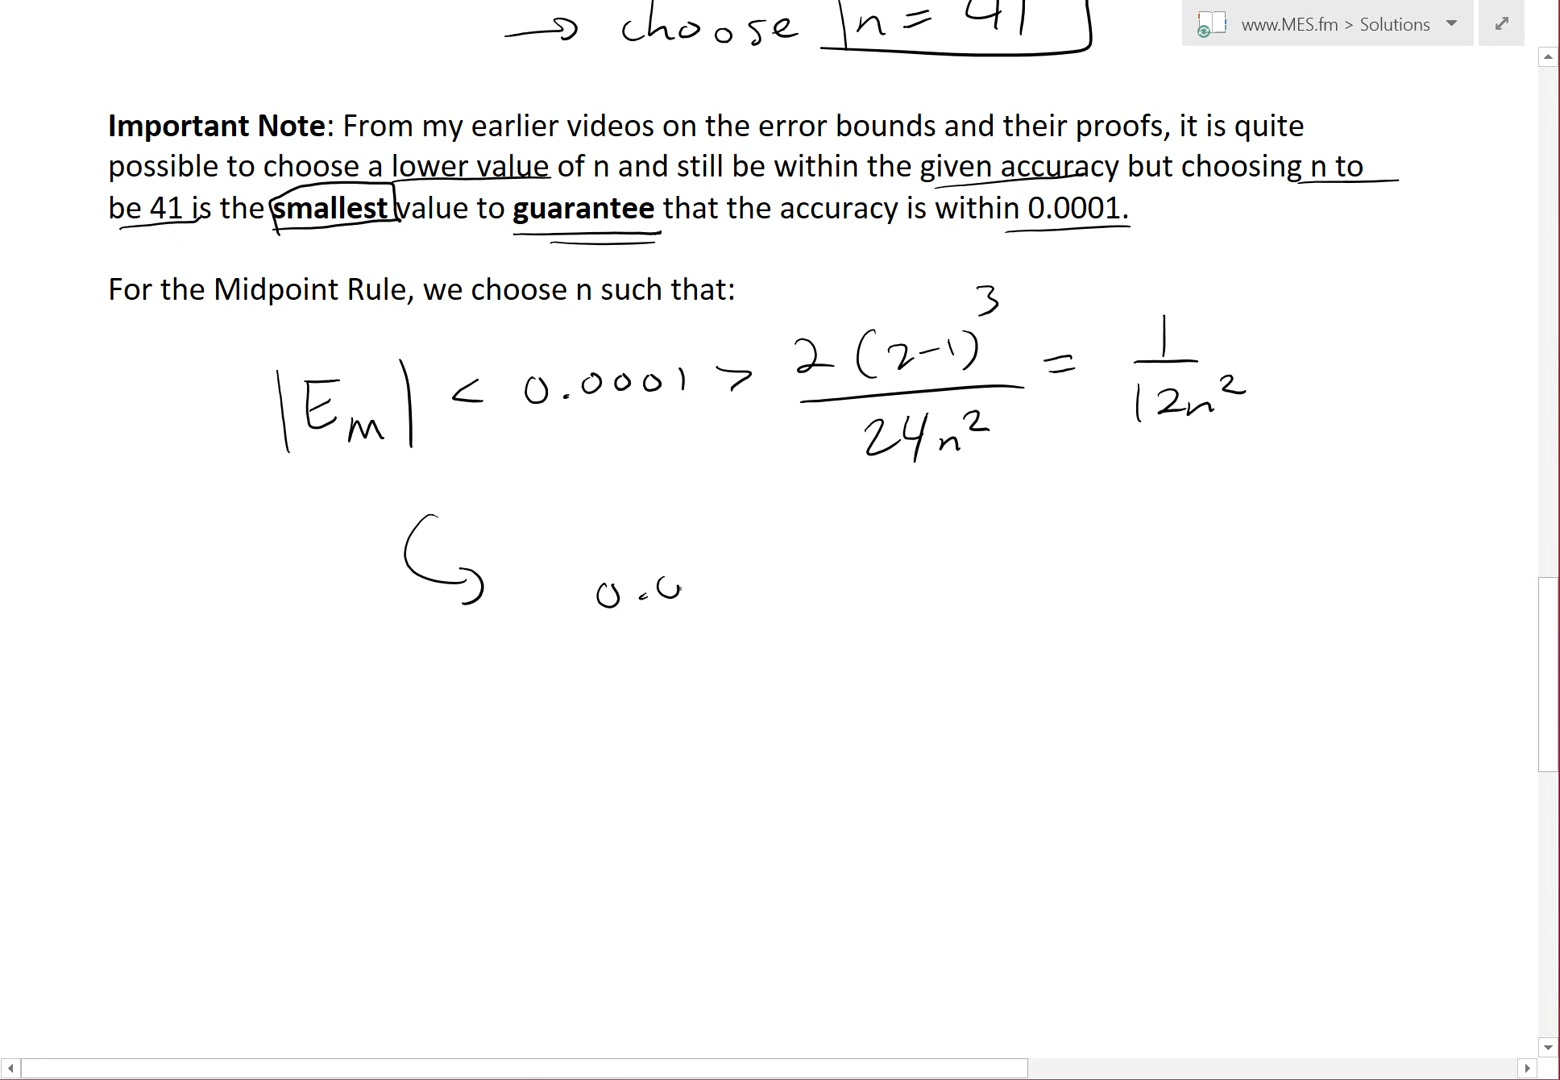 → choose n = 41
www.MES.fm > Solutions
Important Note: From my earlier videos on the error bounds and their proofs, it is quite
possible to choose a lower value of n and still be within the given accuracy but choosing n to
be 41 is the smallest value to guarantee that the accuracy is within 0.0001.
For the Midpoint Rule, we choose n such that:
|E_M| < 0.0001 > 2(2-1)^3 / 24n^2 = 1 / 12n^2
0.0